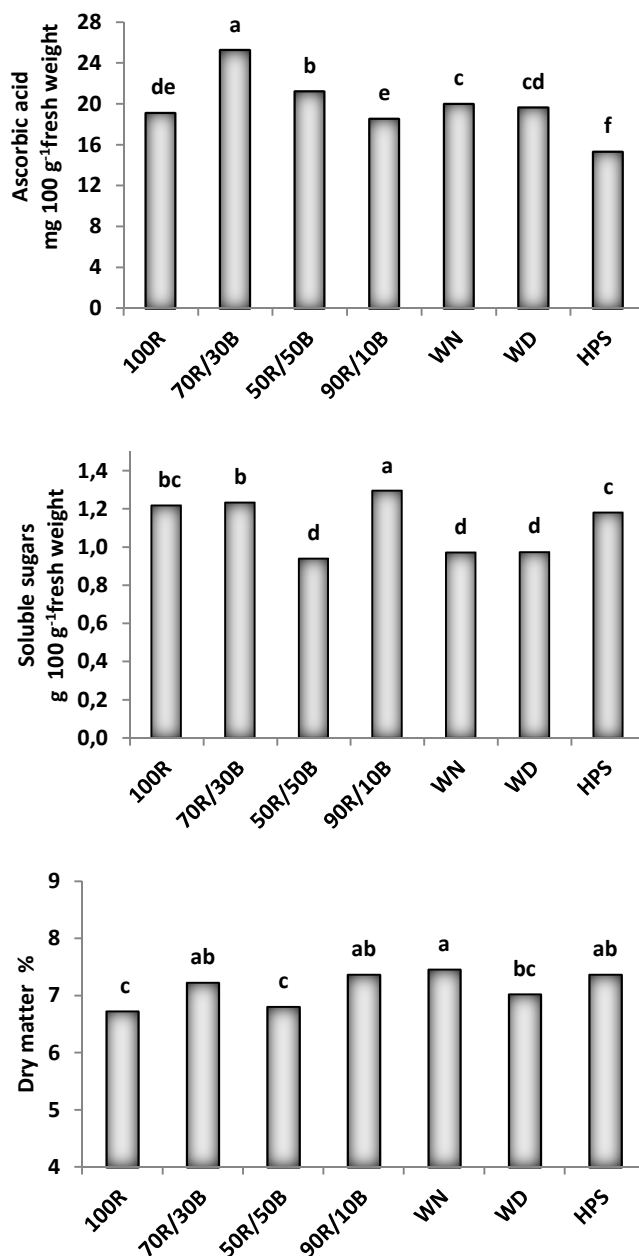 Ascorbic acid
mg 100 g⁻¹fresh weight
28
24
20
16
12
8
4
0
de
a
b
e
c
cd
f
100R
70R/30B
50R/50B
90R/10B
WN
WD
HPS
Soluble sugars
g 100 g⁻¹fresh weight
1,4
1,2
1,0
0,8
0,6
0,4
0,2
0,0
bc
b
d
a
d
d
c
100R
70R/30B
50R/50B
90R/10B
WN
WD
HPS
Dry matter %
9
8
7
6
5
4
c
ab
c
ab
a
bc
ab
100R
70R/30B
50R/50B
90R/10B
WN
WD
HPS